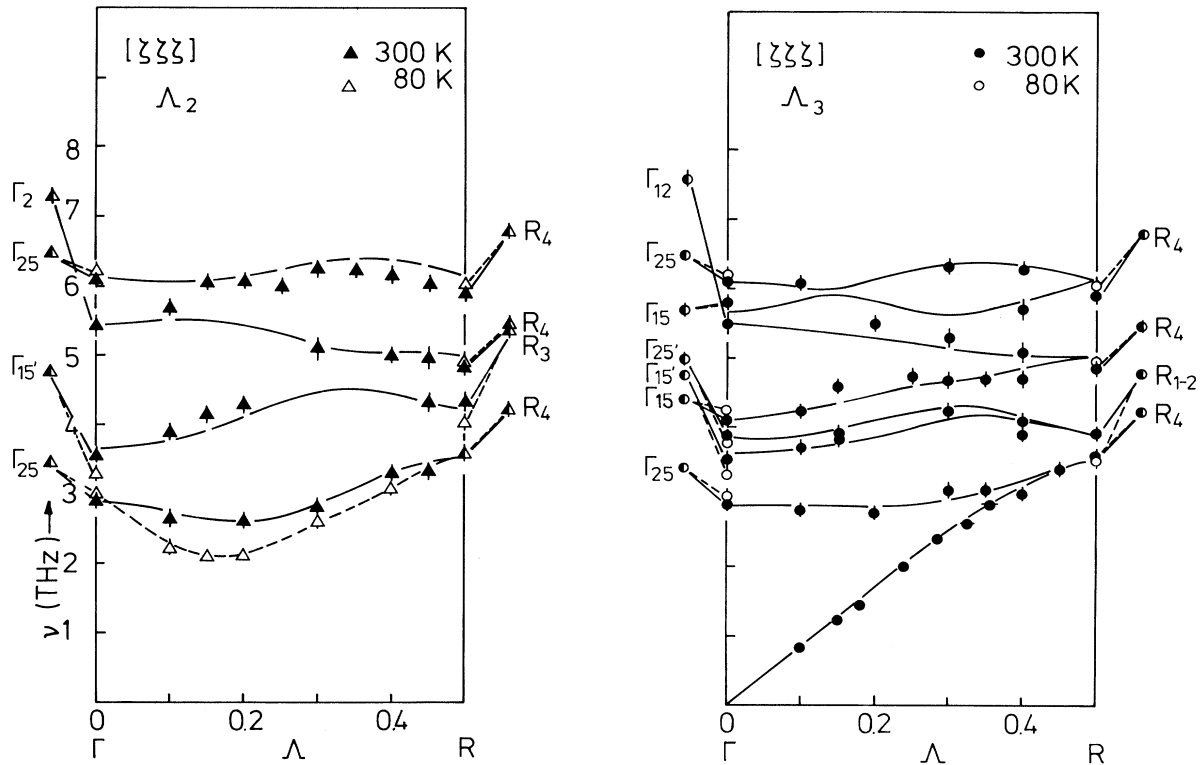 [ζζζ]
Λ₂
▲ 300 K
△ 80 K
8
7
6
5
4
3
2
1
ν (THz) →
Γ₂
Γ₂₅
Γ₁₅'
Γ₂₅
R₄
R₄
R₃
R₄
0
0.2
0.4
Γ
Λ
R
[ζζζ]
Λ₃
● 300K
○ 80K
Γ₁₂
Γ₂₅
Γ₁₅
Γ₂₅'
Γ₁₅'
Γ₁₅
Γ₂₅
R₄
R₄
R₁₋₂
R₄
0
0.2
0.4
Γ
Λ
R